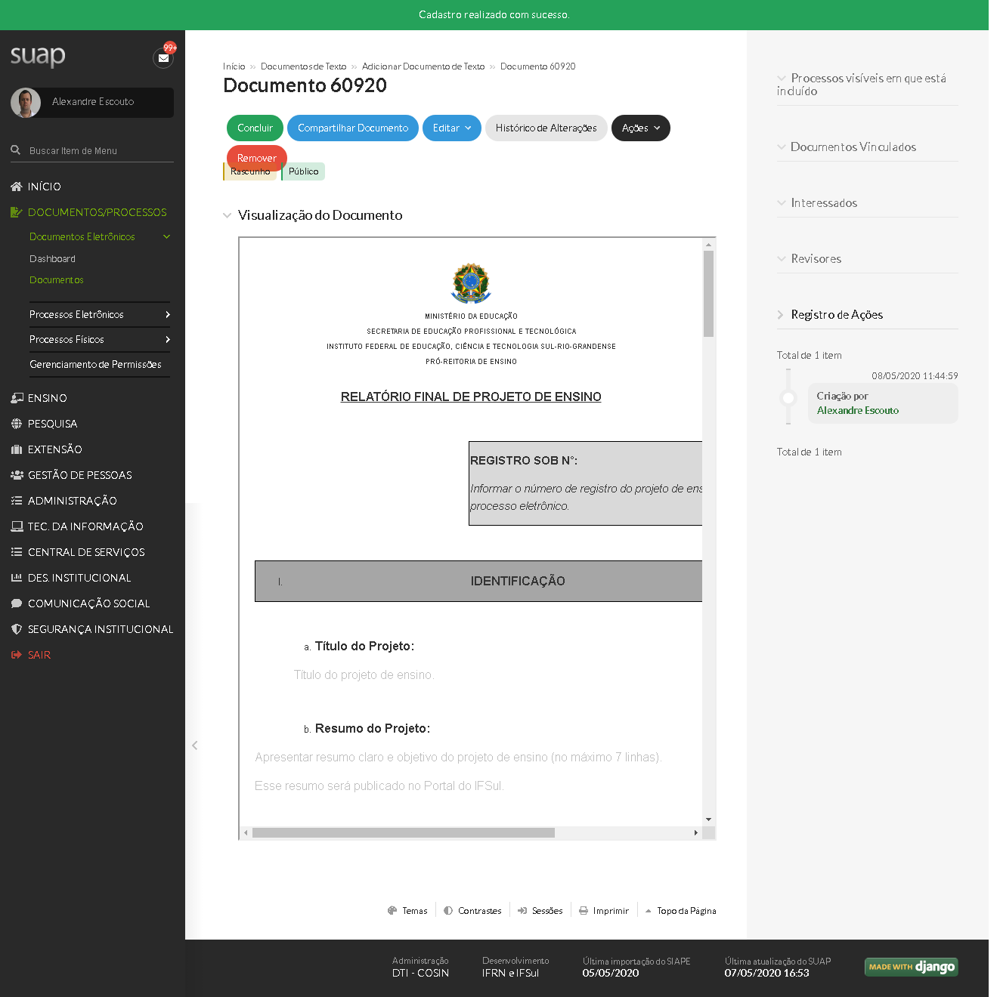 Cadastro realizado com sucesso.
suap
99+
Alexandre Escouto
Buscar Item de Menu
INÍCIO
DOCUMENTOS/PROCESSOS
Documentos Eletrônicos
Dashboard
Documentos
Processos Eletrônicos
Processos Físicos
Gerenciamento de Permissões
ENSINO
PESQUISA
EXTENSÃO
GESTÃO DE PESSOAS
ADMINISTRAÇÃO
TEC. DA INFORMAÇÃO
CENTRAL DE SERVIÇOS
DES. INSTITUCIONAL
COMUNICAÇÃO SOCIAL
SEGURANÇA INSTITUCIONAL
SAIR
Início » Documentos de Texto » Adicionar Documento de Texto » Documento 60920
Documento 60920
Concluir Compartilhar Documento Editar Histórico de Alterações Ações
Remover
Rascunho Público
Visualização do Documento
MINISTÉRIO DA EDUCAÇÃO
SECRETARIA DE EDUCAÇÃO PROFISSIONAL E TECNOLÓGICA
INSTITUTO FEDERAL DE EDUCAÇÃO, CIÊNCIA E TECNOLOGIA SUL-RIO-GRANDENSE
PRÓ-REITORIA DE ENSINO
RELATÓRIO FINAL DE PROJETO DE ENSINO
REGISTRO SOB N°:
Informar o número de registro do projeto de ens
processo eletrônico.
I. IDENTIFICAÇÃO
a. Título do Projeto:
Título do projeto de ensino.
b. Resumo do Projeto:
Apresentar resumo claro e objetivo do projeto de ensino (no máximo 7 linhas).
Esse resumo será publicado no Portal do IFSul.
Processos visíveis em que está
incluído
Documentos Vinculados
Interessados
Revisores
Registro de Ações
Total de 1 item
08/05/2020 11:44:59
Criação por
Alexandre Escouto
Total de 1 item
Temas Contrastes Sessões Imprimir Topo da Página
Administração
DTI - COSIN
Desenvolvimento
IFRN e IFSul
Última importação do SIAPE
05/05/2020
Última atualização do SUAP
07/05/2020 16:53
MADE WITH django